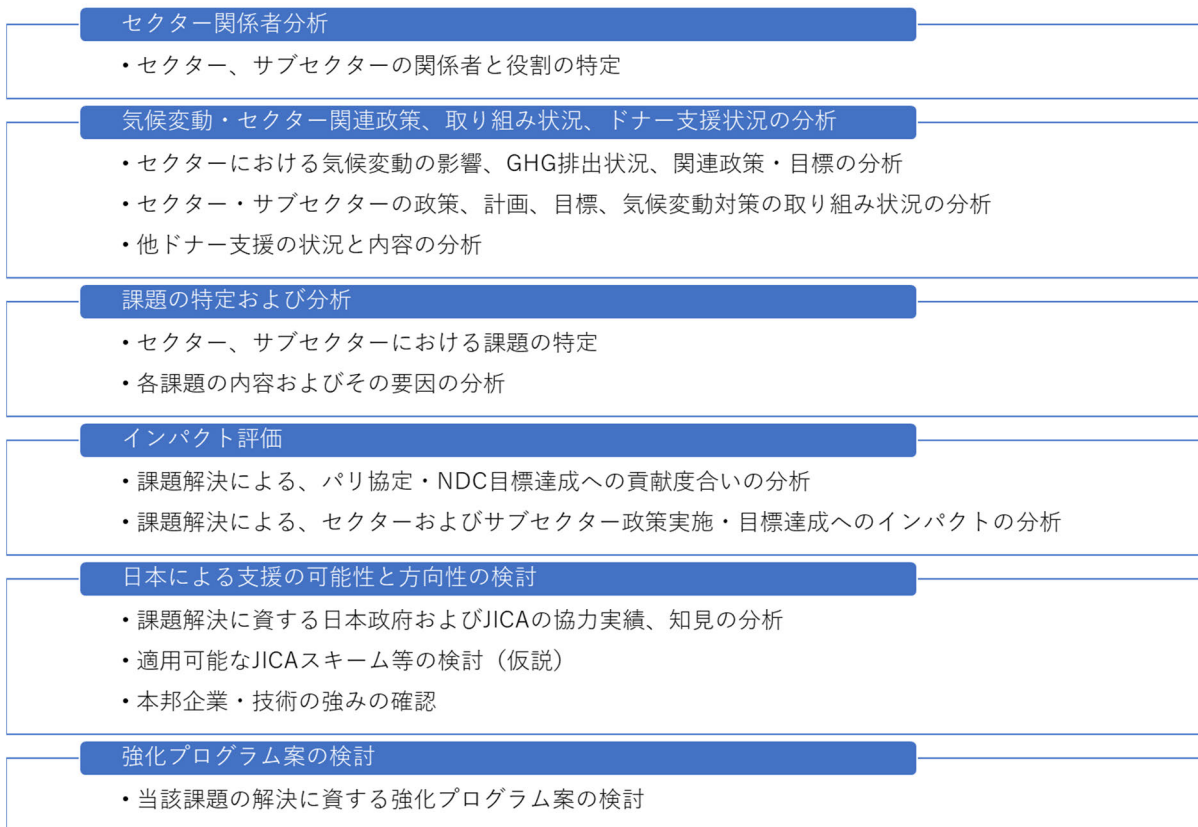 セクター関係者分析
• セクター、サブセクターの関係者と役割の特定
気候変動・セクター関連政策、取り組み状況、ドナー支援状況の分析
• セクターにおける気候変動の影響、GHG排出状況、関連政策・目標の分析
• セクター・サブセクターの政策、計画、目標、気候変動対策の取り組み状況の分析
• 他ドナー支援の状況と内容の分析
課題の特定および分析
• セクター、サブセクターにおける課題の特定
• 各課題の内容およびその要因の分析
インパクト評価
• 課題解決による、パリ協定・NDC目標達成への貢献度合いの分析
• 課題解決による、セクターおよびサブセクター政策実施・目標達成へのインパクトの分析
日本による支援の可能性と方向性の検討
• 課題解決に資する日本政府およびJICAの協力実績、知見の分析
• 適用可能なJICAスキーム等の検討（仮説）
• 本邦企業・技術の強みの確認
強化プログラム案の検討
• 当該課題の解決に資する強化プログラム案の検討